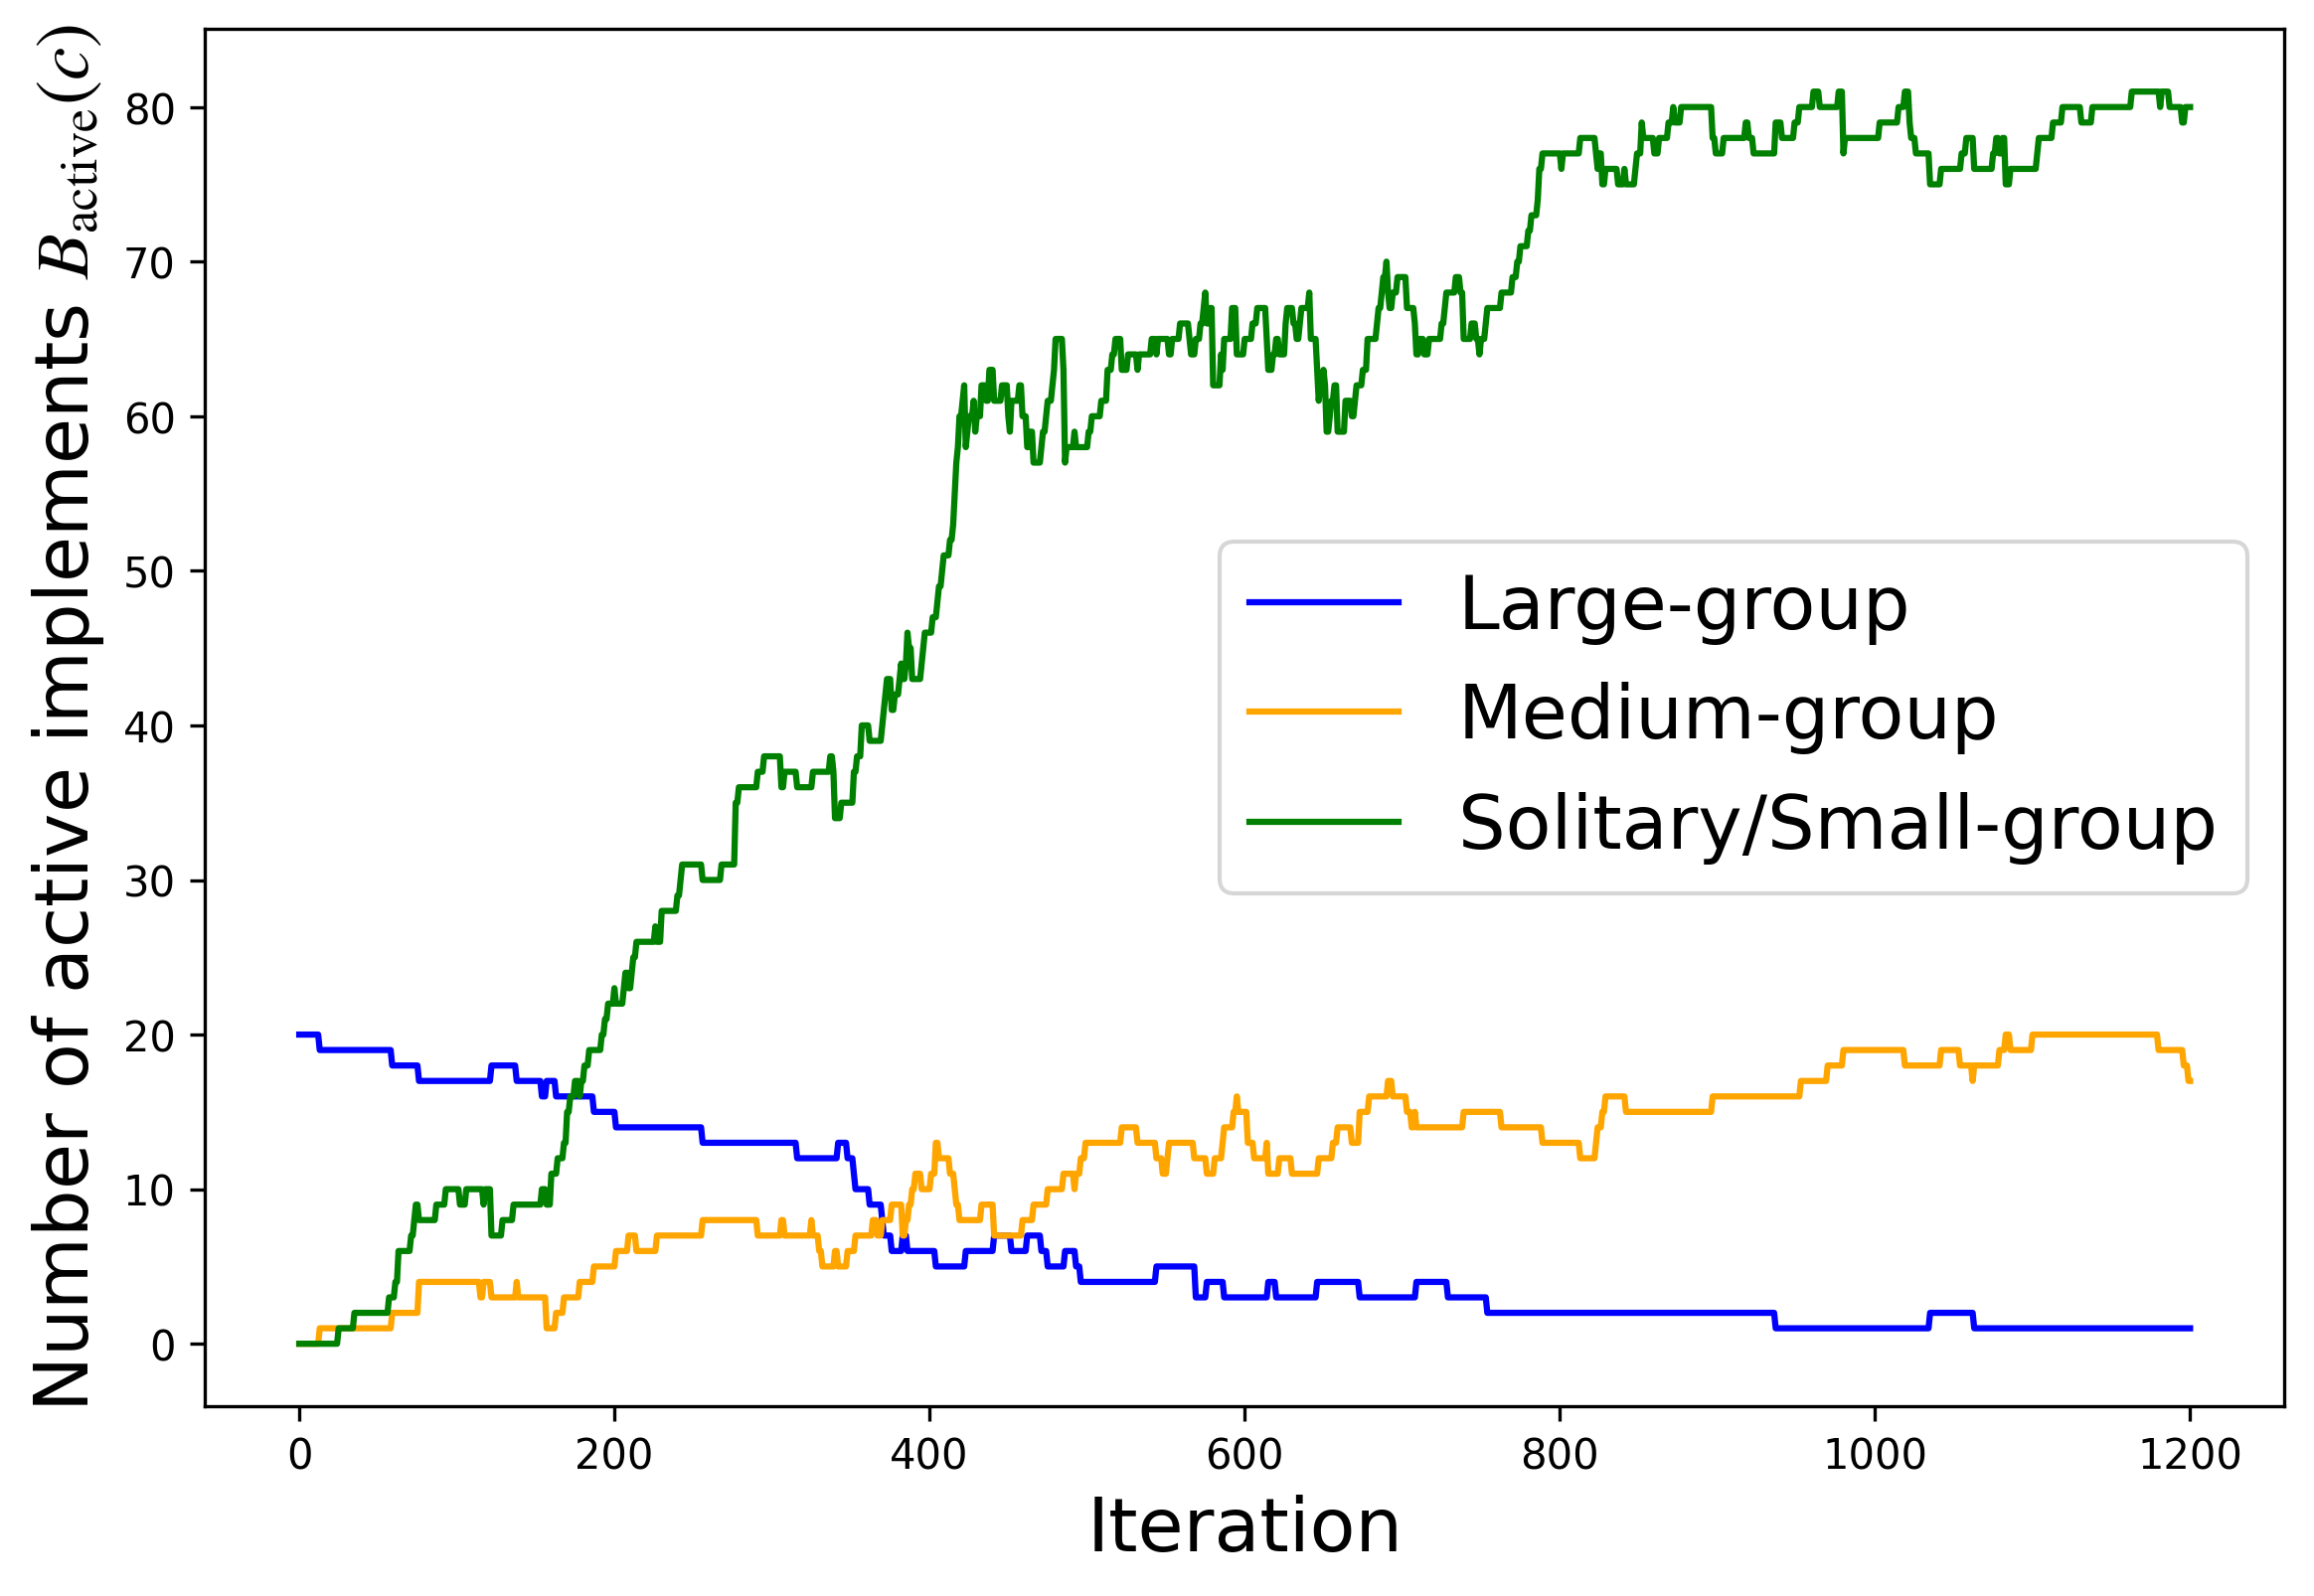 Number of active implements B_active(c)
80
70
60
50
40
30
20
10
0
Large-group
Medium-group
Solitary/Small-group
0 200 400 600 800 1000 1200
Iteration